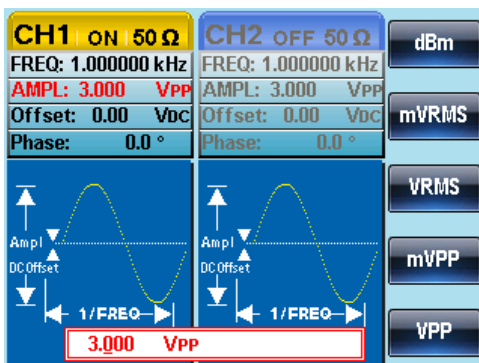 CH1 ON 50 Ω
FREQ: 1.000000 kHz
AMPL: 3.000 VPP
Offset: 0.00 VDC
Phase: 0.0 °
CH2 OFF 50 Ω
FREQ: 1.000000 kHz
AMPL: 3.000 VPP
Offset: 0.00 VDC
Phase: 0.0 °
Ampl
DC Offset
1/FREQ
Ampl
DC Offset
1/FREQ
3.000 VPP
dBm
mVRMS
VRMS
mVPP
VPP